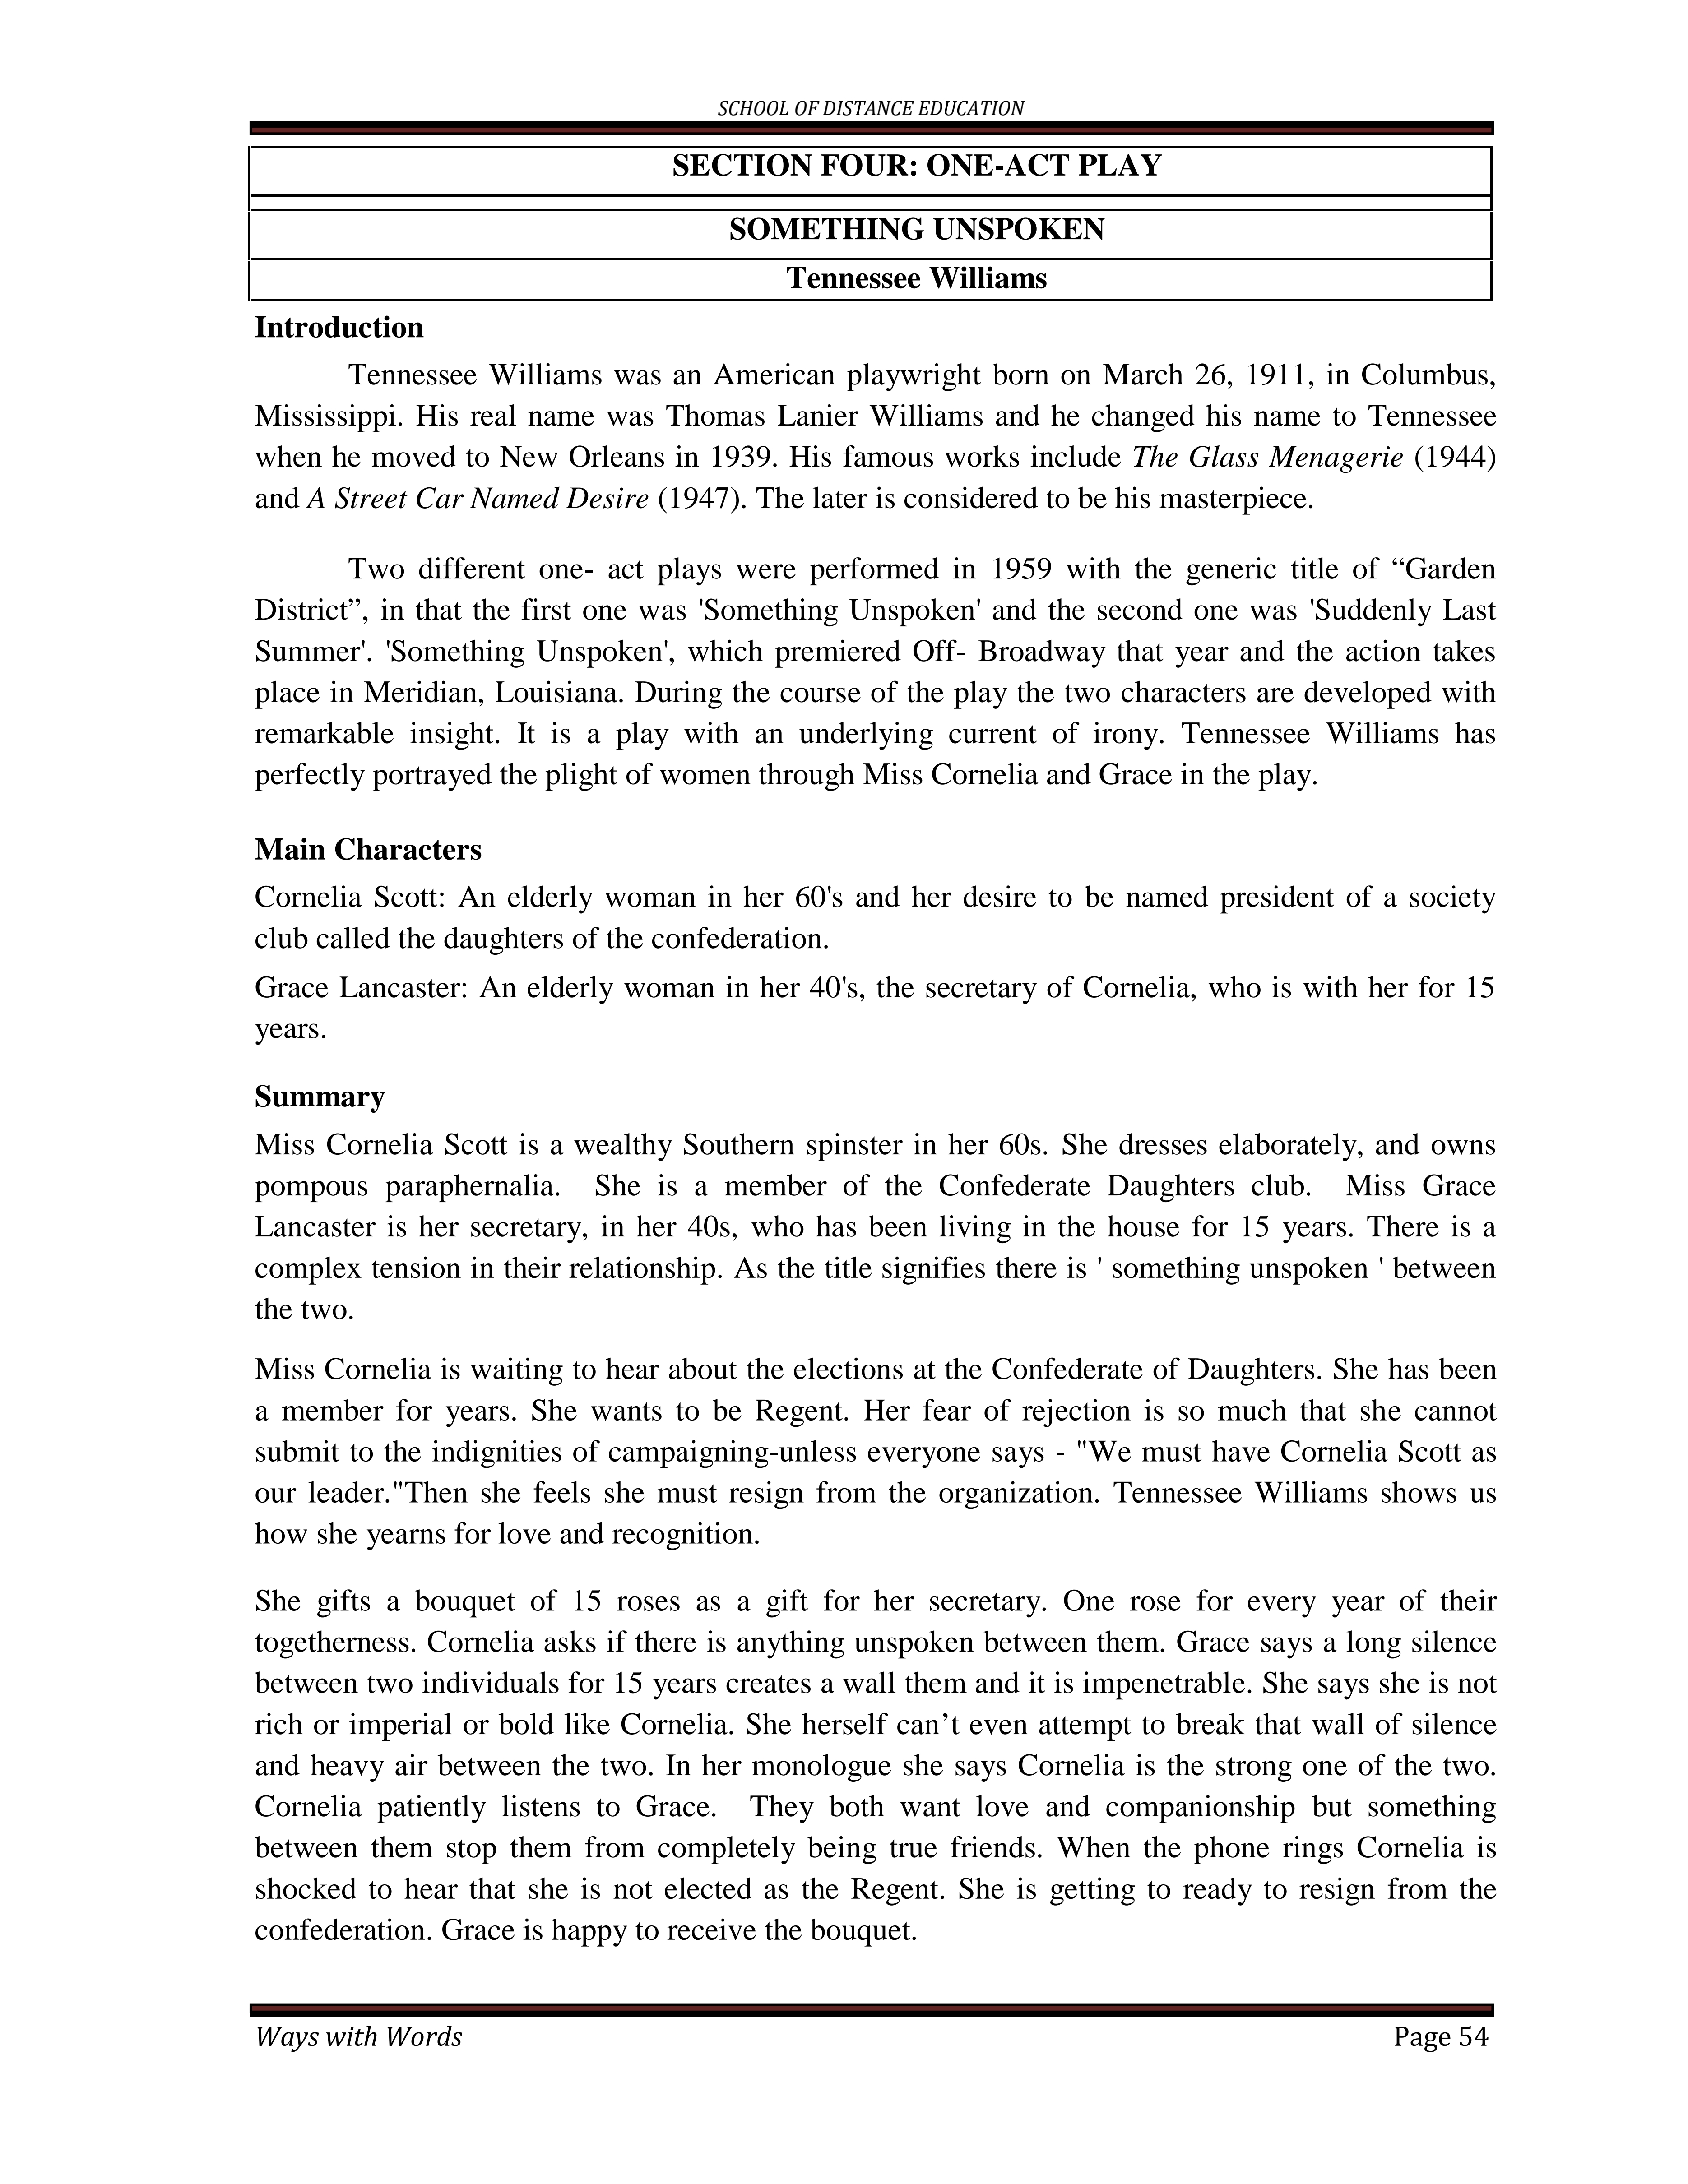 SCHOOL OF DISTANCE EDUCATION
SECTION FOUR: ONE-ACT PLAY
SOMETHING UNSPOKEN
Tennessee Williams
Introduction
Tennessee Williams was an American playwright born on March 26, 1911, in Columbus,
Mississippi. His real name was Thomas Lanier Williams and he changed his name to Tennessee
when he moved to New Orleans in 1939. His famous works include The Glass Menagerie (1944)
and A Street Car Named Desire (1947). The later is considered to be his masterpiece.
Two different one- act plays were performed in 1959 with the generic title of “Garden
District”, in that the first one was 'Something Unspoken' and the second one was 'Suddenly Last
Summer'. 'Something Unspoken', which premiered Off- Broadway that year and the action takes
place in Meridian, Louisiana. During the course of the play the two characters are developed with
remarkable insight. It is a play with an underlying current of irony. Tennessee Williams has
perfectly portrayed the plight of women through Miss Cornelia and Grace in the play.
Main Characters
Cornelia Scott: An elderly woman in her 60's and her desire to be named president of a society
club called the daughters of the confederation.
Grace Lancaster: An elderly woman in her 40's, the secretary of Cornelia, who is with her for 15
years.
Summary
Miss Cornelia Scott is a wealthy Southern spinster in her 60s. She dresses elaborately, and owns
pompous paraphernalia. She is a member of the Confederate Daughters club. Miss Grace
Lancaster is her secretary, in her 40s, who has been living in the house for 15 years. There is a
complex tension in their relationship. As the title signifies there is ' something unspoken ' between
the two.
Miss Cornelia is waiting to hear about the elections at the Confederate of Daughters. She has been
a member for years. She wants to be Regent. Her fear of rejection is so much that she cannot
submit to the indignities of campaigning-unless everyone says - "We must have Cornelia Scott as
our leader."Then she feels she must resign from the organization. Tennessee Williams shows us
how she yearns for love and recognition.
She gifts a bouquet of 15 roses as a gift for her secretary. One rose for every year of their
togetherness. Cornelia asks if there is anything unspoken between them. Grace says a long silence
between two individuals for 15 years creates a wall them and it is impenetrable. She says she is not
rich or imperial or bold like Cornelia. She herself can’t even attempt to break that wall of silence
and heavy air between the two. In her monologue she says Cornelia is the strong one of the two.
Cornelia patiently listens to Grace. They both want love and companionship but something
between them stop them from completely being true friends. When the phone rings Cornelia is
shocked to hear that she is not elected as the Regent. She is getting to ready to resign from the
confederation. Grace is happy to receive the bouquet.
Ways with Words
Page 54